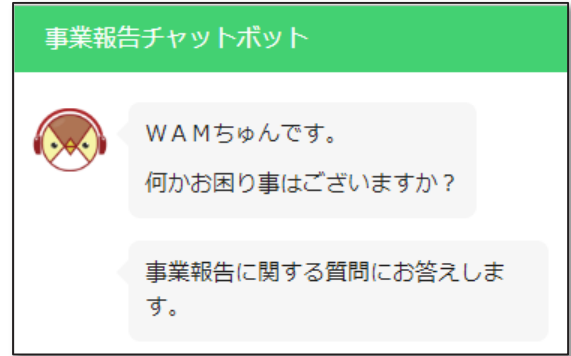 事業報告チャットボット
ＷＡＭちゅんです。
何かお困り事はございますか？
事業報告に関する質問にお答えしま
す。